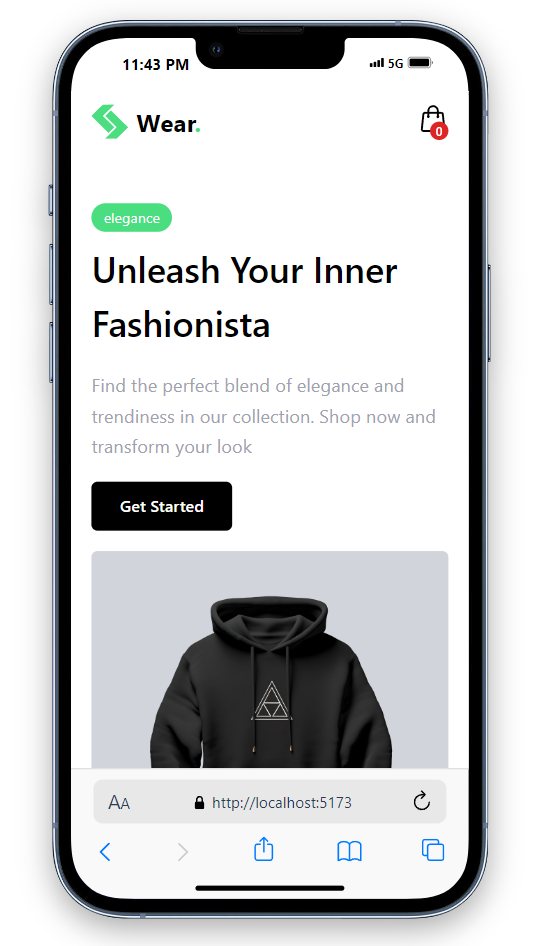 11:43 PM
5G
Wear.
0
elegance
Unleash Your Inner
Fashionista
Find the perfect blend of elegance and
trendiness in our collection. Shop now and
transform your look
Get Started
AA
http://localhost:5173